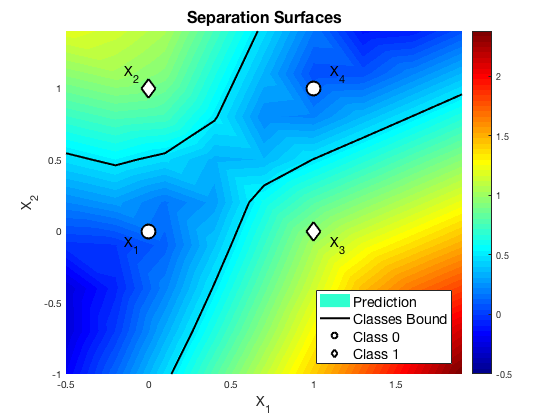 Separation Surfaces
X2
X4
X1
X3
1
0.5
0
-0.5
-1
X2
-0.5
0
0.5
1
1.5
X1
2
1.5
1
0.5
0
-0.5
Prediction
Classes Bound
Class 0
Class 1